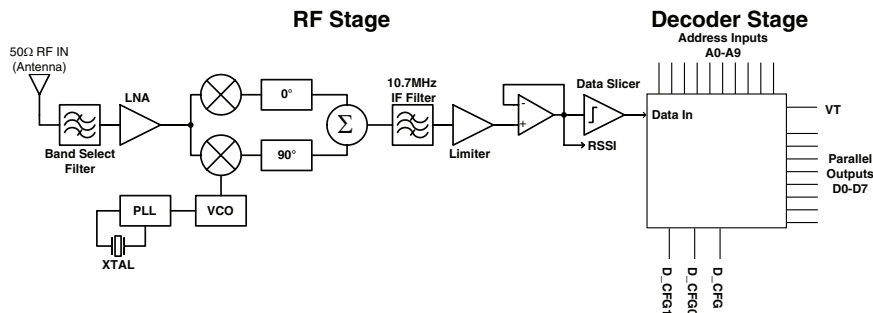 RF Stage
Decoder Stage
50Ω RF IN
(Antenna)
Address Inputs
A0-A9
LNA
0°
10.7MHz
IF Filter
Data Slicer
-
+
Σ
Data In
VT
Band Select
Filter
90°
Limiter
RSSI
Parallel
Outputs
D0-D7
PLL
VCO
XTAL
D_CFG1
D_CFG0
D_CFG